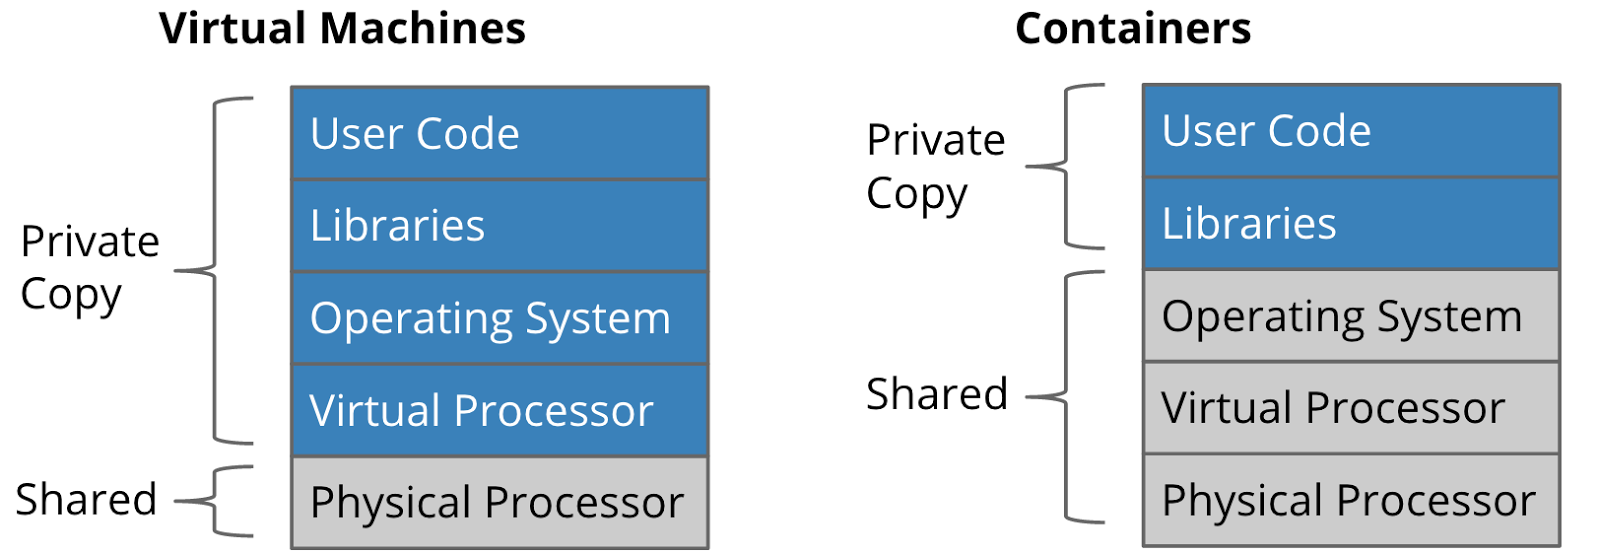 Virtual Machines
Private
Copy
Shared
User Code
Libraries
Operating System
Virtual Processor
Physical Processor
Containers
Private
Copy
Shared
User Code
Libraries
Operating System
Virtual Processor
Physical Processor